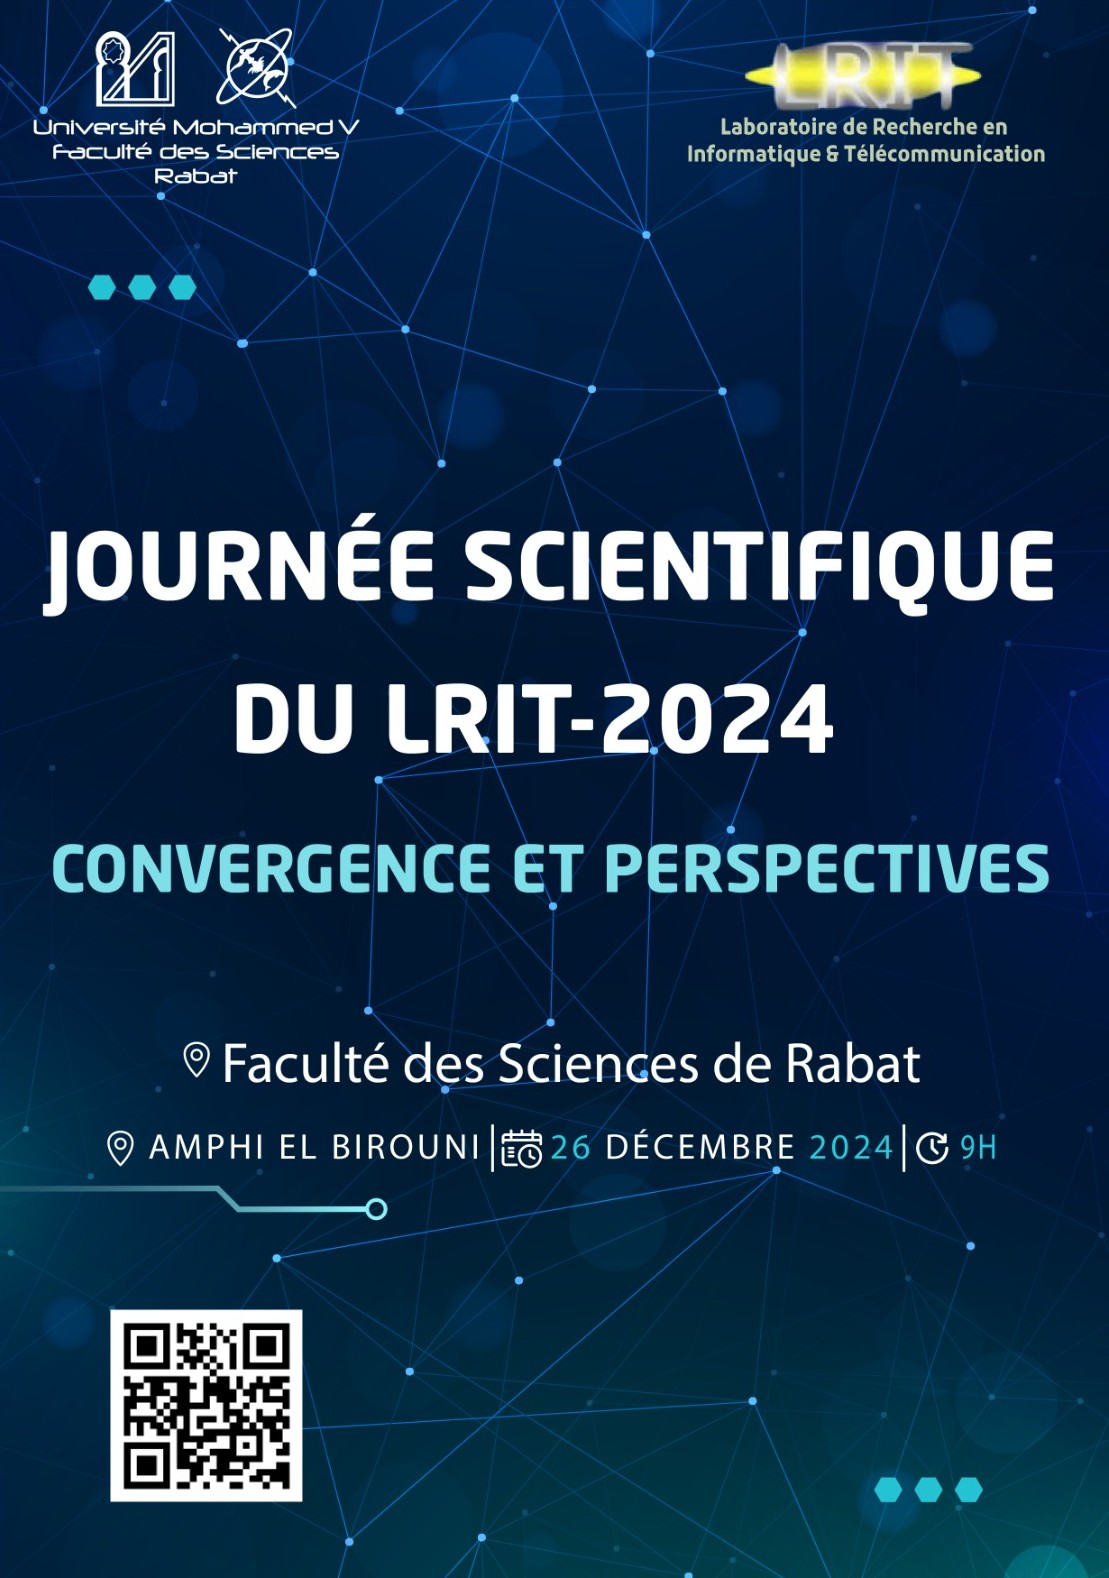 Université Mohammed V
Faculté des Sciences
Rabat
LRIT
Laboratoire de Recherche en
Informatique & Télécommunication
JOURNÉE SCIENTIFIQUE
DU LRIT-2024
CONVERGENCE ET PERSPECTIVES
Faculté des Sciences de Rabat
AMPHI EL BIROUNI 26 DÉCEMBRE 2024 9H